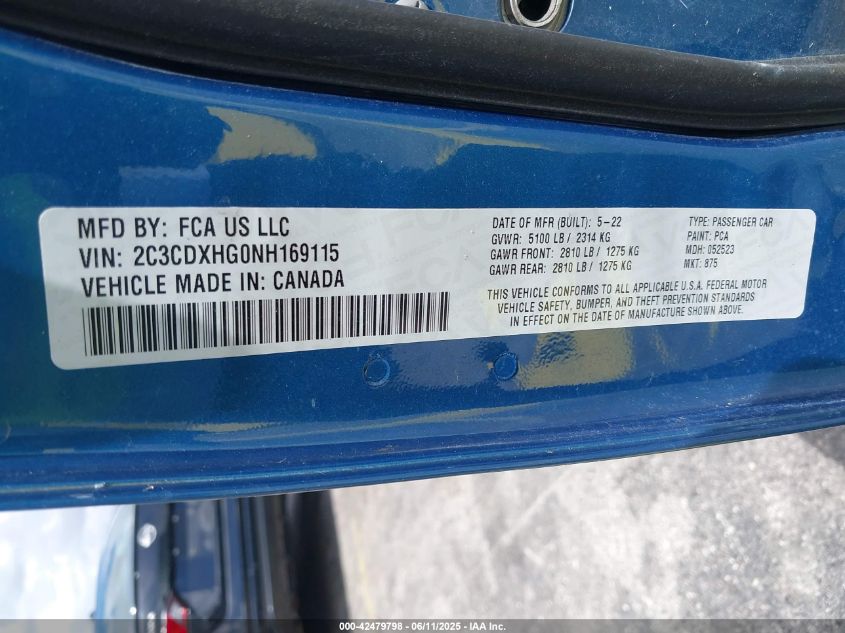 MFD BY: FCA US LLC
VIN: 2C3CDXHG0NH169115
VEHICLE MADE IN: CANADA
DATE OF MFR (BUILT): 5-22
GVWR: 5100 LB / 2314 KG
GAWR FRONT: 2810 LB / 1275 KG
GAWR REAR: 2810 LB / 1275 KG
TYPE: PASSENGER CAR
PAINT: PCA
MDH: 052523
MKT: 875
THIS VEHICLE CONFORMS TO ALL APPLICABLE U.S.A. FEDERAL MOTOR
VEHICLE SAFETY, BUMPER, AND THEFT PREVENTION STANDARDS
IN EFFECT ON THE DATE OF MANUFACTURE SHOWN ABOVE.
000-42479798 - 06/11/2025 - IAA Inc.